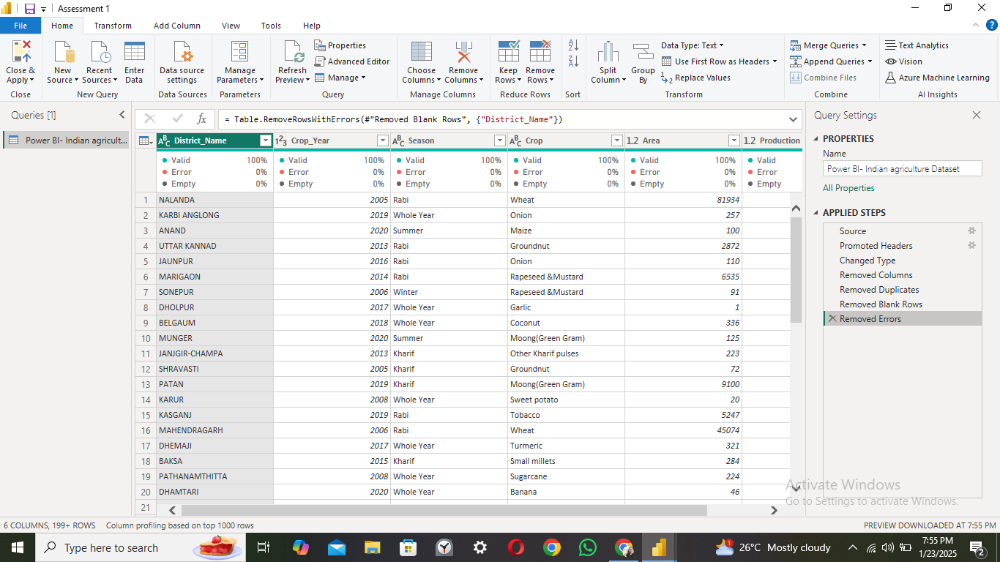 Assessment 1
File Home Transform Add Column View Tools Help
Close & Apply
Close
New Source
Recent Sources
Enter Data
New Query
Data source settings
Data Sources
Manage Parameters
Parameters
Refresh Preview
Properties
Advanced Editor
Manage
Query
Choose Columns
Remove Columns
Manage Columns
Keep Rows
Remove Rows
Reduce Rows
Sort
Split Column
Group By
Data Type: Text
Use First Row as Headers
Replace Values
Transform
Merge Queries
Append Queries
Combine Files
Combine
Text Analytics
Vision
Azure Machine Learning
AI Insights
Queries [1]
Power BI- Indian agricult...
= Table.RemoveRowsWithErrors(#"Removed Blank Rows", {"District_Name"})
District_Name Crop_Year Season Crop 1.2 Area 1.2 Production
Valid 100% Valid 100% Valid 100% Valid 100% Valid 100% Valid
Error 0% Error 0% Error 0% Error 0% Error 0% Error
Empty 0% Empty 0% Empty 0% Empty 0% Empty 0% Empty
1 NALANDA 2005 Rabi Wheat 81934
2 KARBI ANGLONG 2019 Whole Year Onion 257
3 ANAND 2020 Summer Maize 100
4 UTTAR KANNAD 2013 Rabi Groundnut 2872
5 JAUNPUR 2016 Rabi Onion 110
6 MARIGAON 2014 Rabi Rapeseed &Mustard 6535
7 SONEPUR 2006 Winter Rapeseed &Mustard 91
8 DHOLPUR 2017 Whole Year Garlic 1
9 BELGAUM 2018 Whole Year Coconut 336
10 MUNGER 2020 Summer Moong(Green Gram) 125
11 JANJGIR-CHAMPA 2013 Kharif Other Kharif pulses 223
12 SHRAVASTI 2005 Kharif Groundnut 72
13 PATAN 2019 Kharif Moong(Green Gram) 9100
14 KARUR 2008 Whole Year Sweet potato 20
15 KASGANJ 2019 Rabi Tobacco 5247
16 MAHENDRAGARH 2006 Rabi Wheat 45074
17 DHEMAJI 2017 Whole Year Turmeric 321
18 BAKSA 2015 Kharif Small millets 284
19 PATHANAMTHITTA 2008 Whole Year Sugarcane 224
20 DHAMTARI 2020 Whole Year Banana 46
21
Query Settings
PROPERTIES
Name
Power BI- Indian agriculture Dataset
All Properties
APPLIED STEPS
Source
Promoted Headers
Changed Type
Removed Columns
Removed Duplicates
Removed Blank Rows
Removed Errors
Activate Windows
Go to Settings to activate Windows.
6 COLUMNS, 199+ ROWS Column profiling based on top 1000 rows
PREVIEW DOWNLOADED AT 7:55 PM
Type here to search
1
26°C Mostly cloudy
7:55 PM
1/23/2025
2